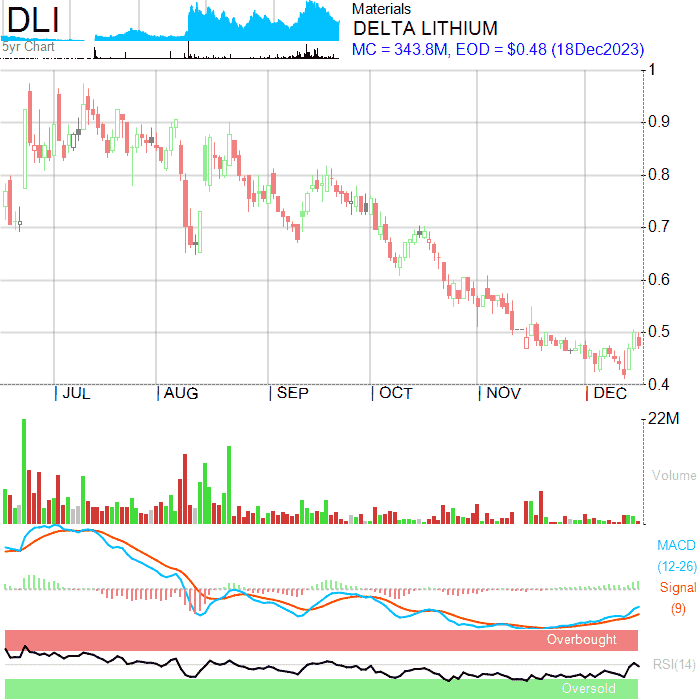 DLI
5yr Chart
Materials
DELTA LITHIUM
MC = 343.8M, EOD = $0.48 (18Dec2023)
1
0.9
0.8
0.7
0.6
0.5
0.4
JUL AUG SEP OCT NOV DEC
22M
Volume
MACD
(12-26)
Signal
(9)
Overbought
RSI(14)
Oversold